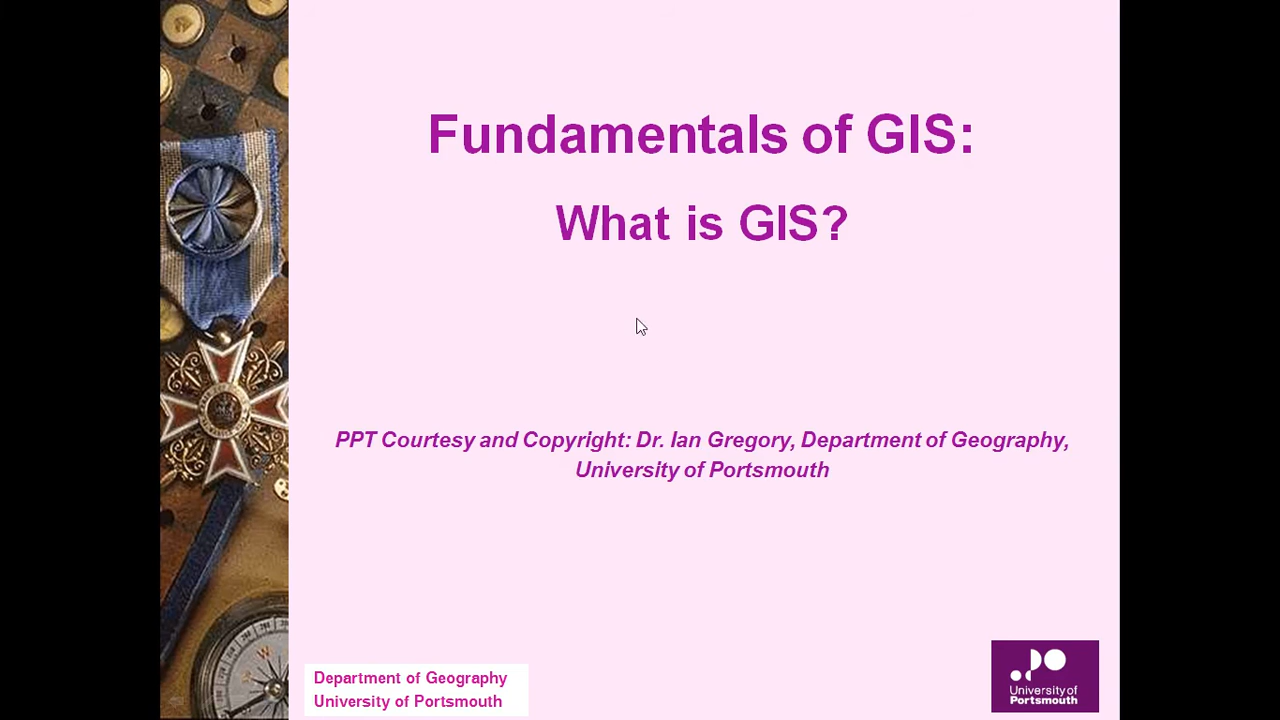 Fundamentals of GIS:
What is GIS?
PPT Courtesy and Copyright: Dr. Ian Gregory, Department of Geography,
University of Portsmouth
Department of Geography
University of Portsmouth
University of
Portsmouth